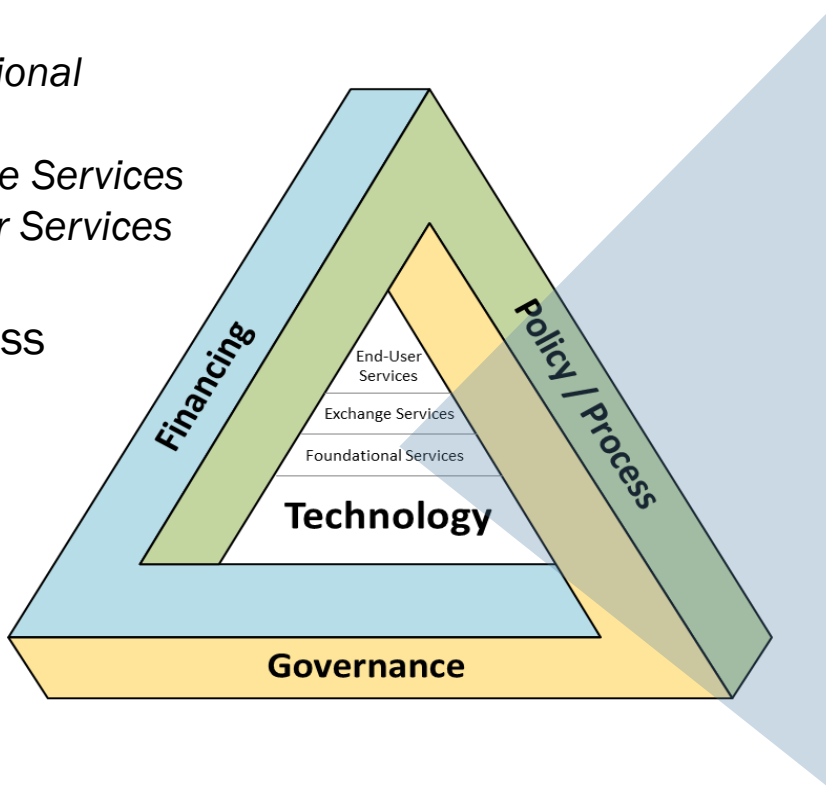 ional
e Services
r Services
ss
Financing
Policy / Process
End-User
Services
Exchange Services
Foundational Services
Technology
Governance